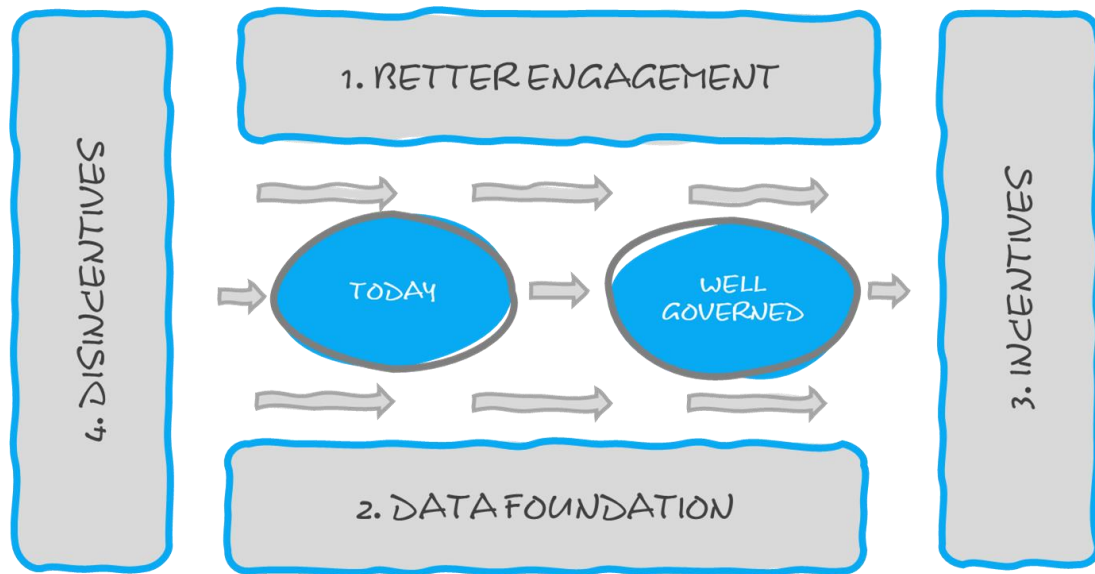 1. BETTER ENGAGEMENT
4. DISINCENTIVES
TODAY
WELL
GOVERNED
3. INCENTIVES
2. DATA FOUNDATION